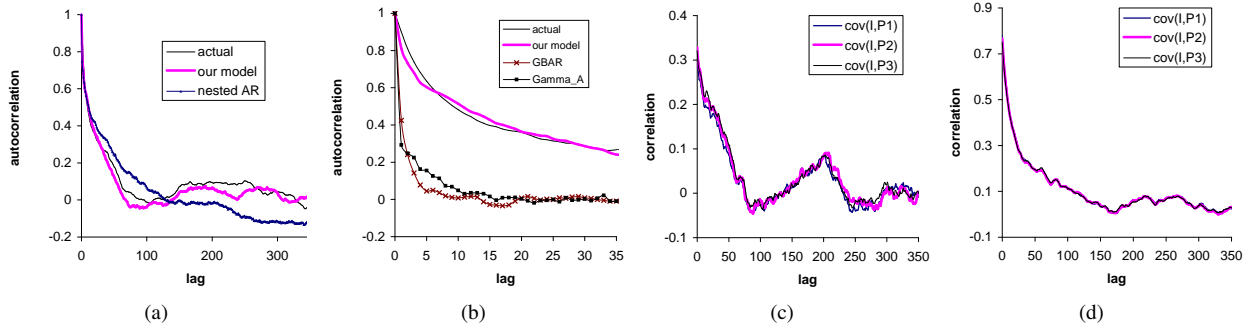 autocorrelation
1
0.8
0.6
0.4
0.2
0
-0.2
0 100 200 300
lag
actual
our model
nested AR
(a)
autocorrelation
1
0.8
0.6
0.4
0.2
0
-0.2
0 5 10 15 20 25 30 35
lag
actual
our model
GBAR
Gamma_A
(b)
correlation
0.4
0.3
0.2
0.1
0
-0.1
0 50 100 150 200 250 300 350
lag
cov(I,P1)
cov(I,P2)
cov(I,P3)
(c)
correlation
0.9
0.7
0.5
0.3
0.1
-0.1
0 50 100 150 200 250 300 350
lag
cov(I,P1)
cov(I,P2)
cov(I,P3)
(d)